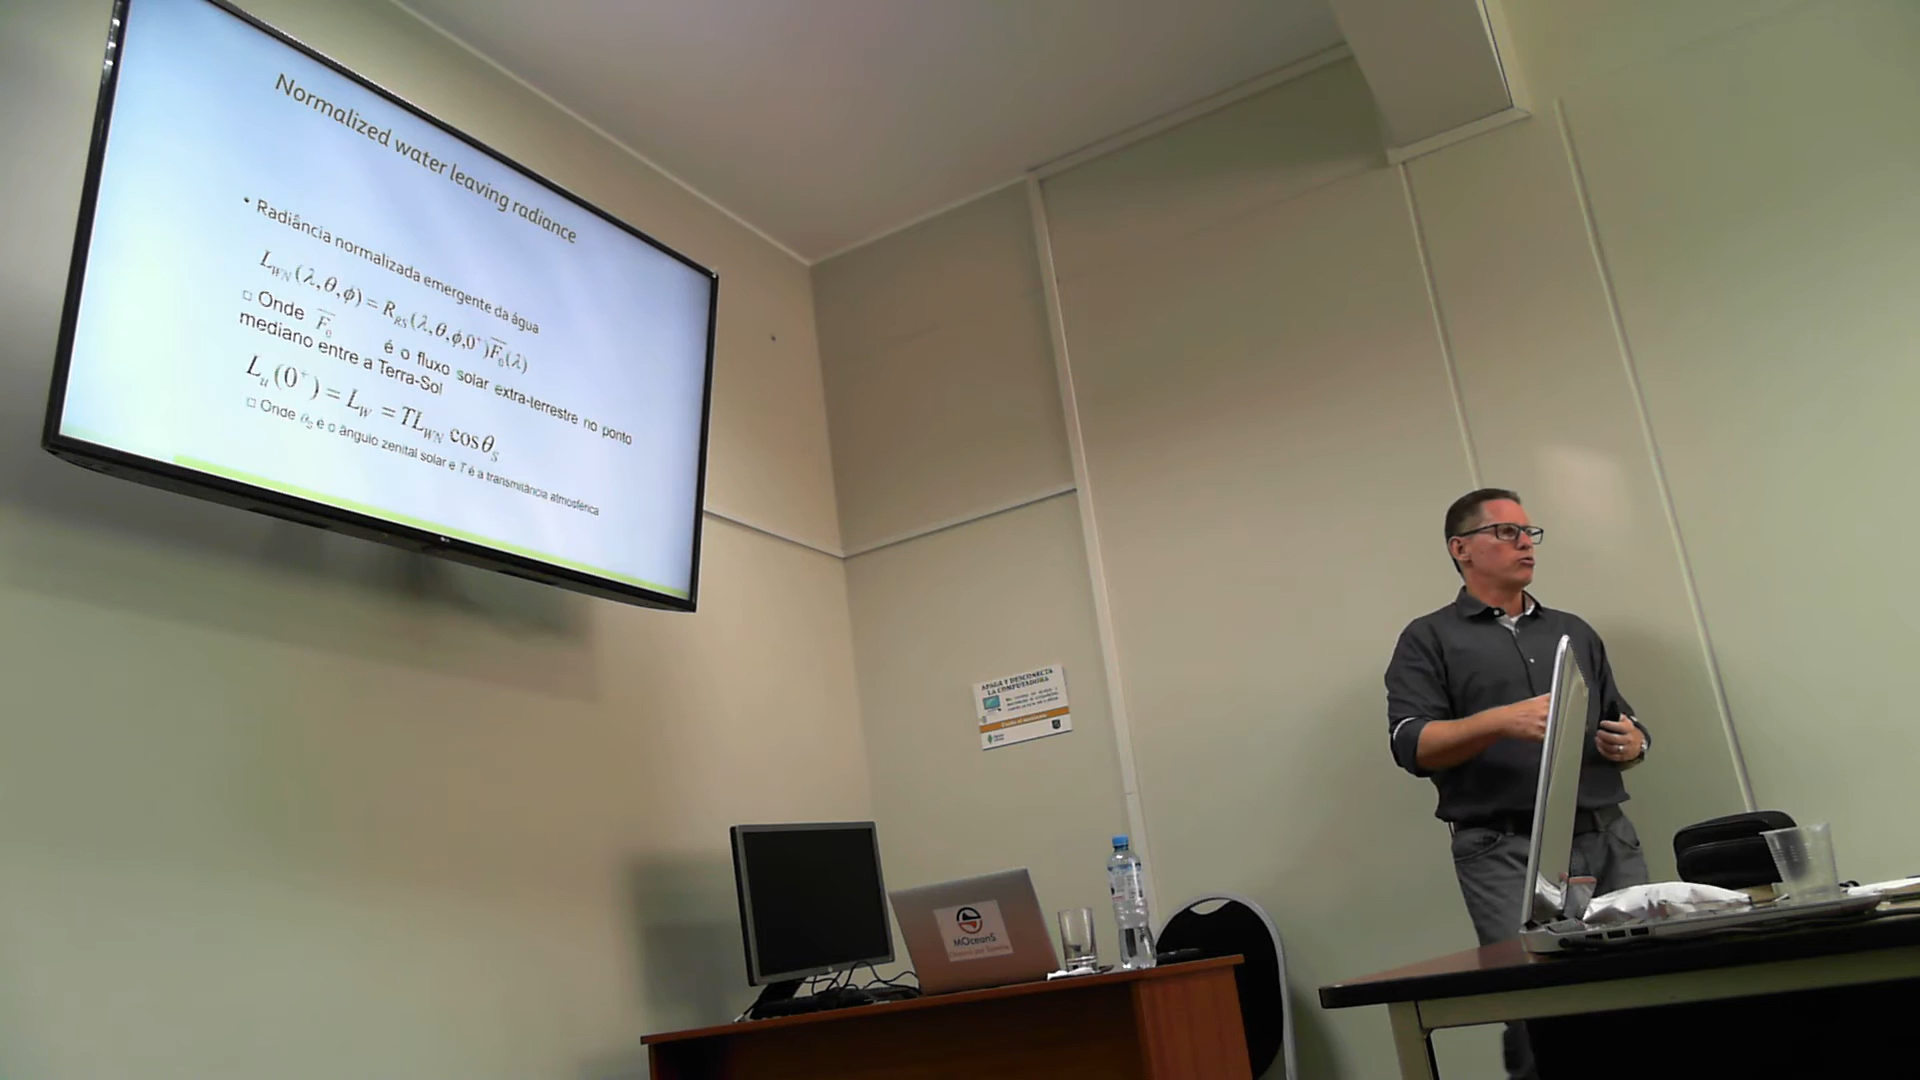 Normalized water leaving radiance
• Radiância normalizada emergente da água
L_WN(λ,θ,ϕ) = R_RS(λ,θ,ϕ,0⁺)F̅₀(λ)
□ Onde F̅₀ é o fluxo solar extra-terrestre no ponto
mediano entre a Terra-Sol
L_u(0⁺) = L_W = TL_WN cosθ_S
□ Onde θ_S é o ângulo zenital solar e T é a transmitância atmosférica
APAGA Y DESCONECTA
LA COMPUTADORA
MOceanS